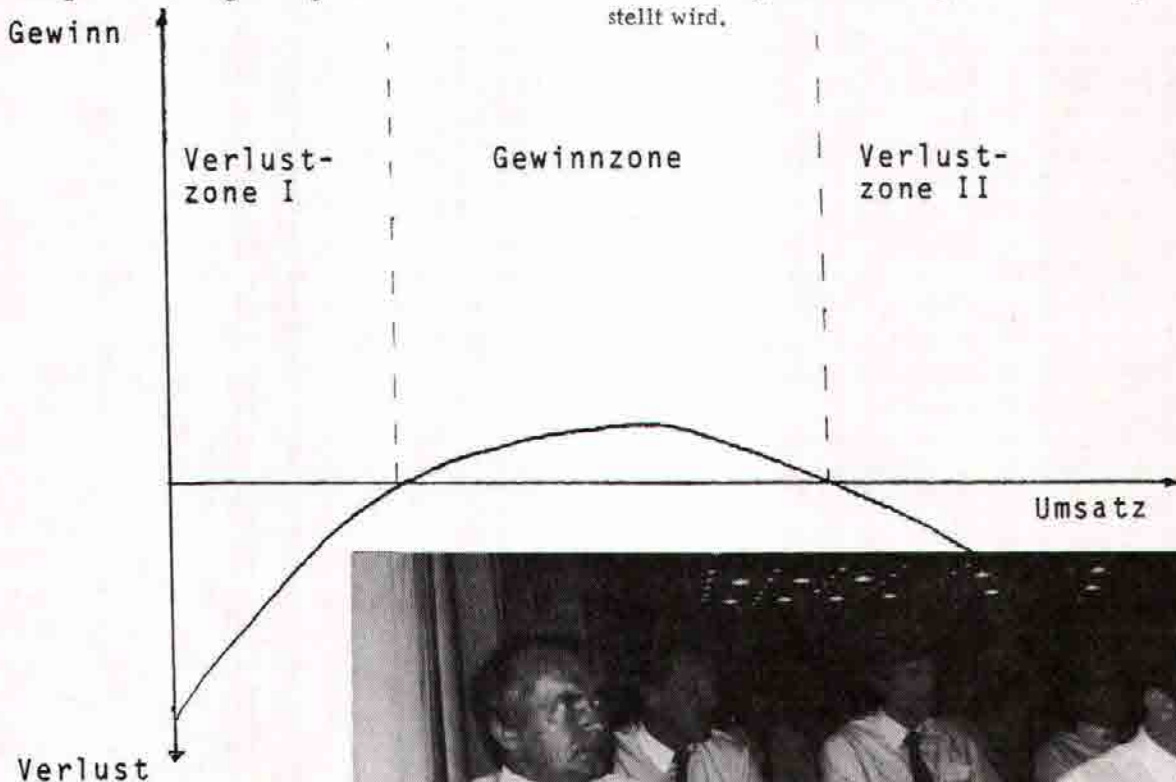 stellt wird.
Gewinn
Verlust-
zone I
Gewinnzone
Verlust-
zone II
Umsatz
Verlust